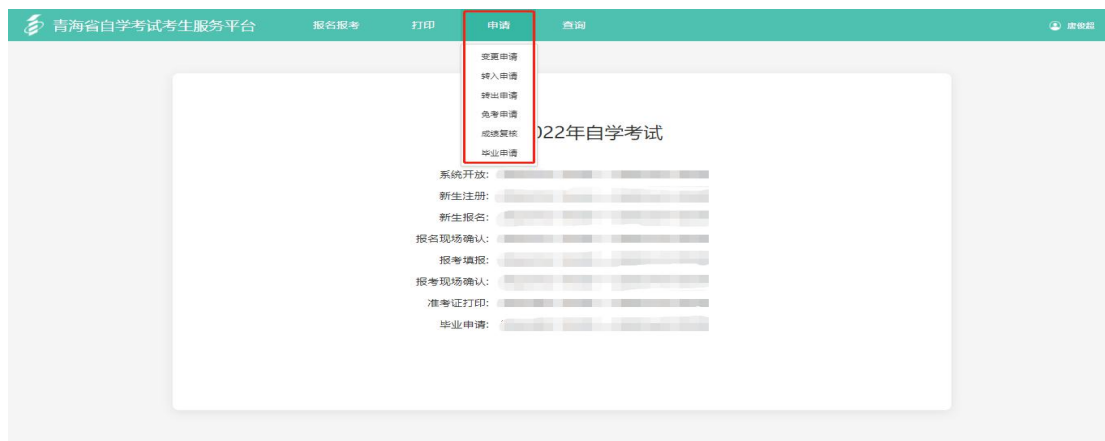 青海省自学考试考生服务平台 报名报考 打印 申请 查询 唐俊超
变更申请
转入申请
转出申请
免考申请
成绩复核
毕业申请
022年自学考试
系统开放:
新生注册:
新生报名:
报名现场确认:
报考填报:
报考现场确认:
准考证打印:
毕业申请: